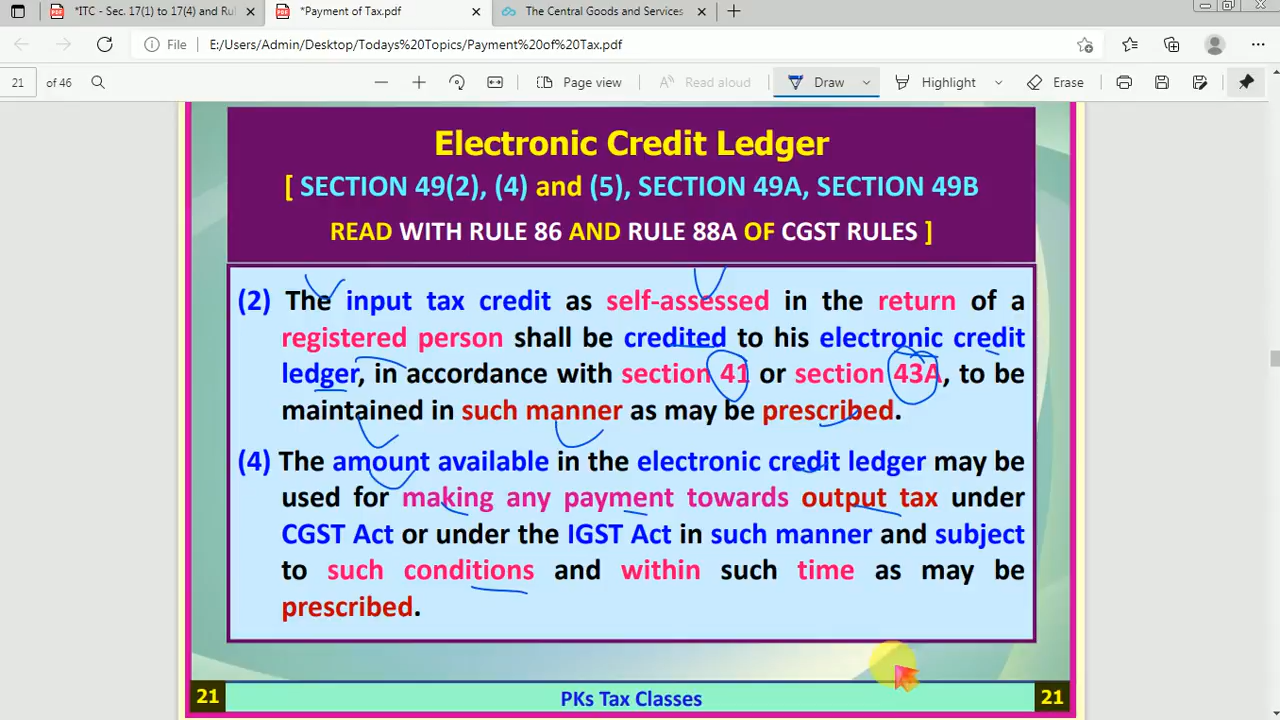 *ITC - Sec. 17(1) to 17(4) and Rul
*Payment of Tax.pdf
The Central Goods and Services
File
E:/Users/Admin/Desktop/Todays%20Topics/Payment%20of%20Tax.pdf
21 of 46
Page view
Read aloud
Draw
Highlight
Erase
Electronic Credit Ledger
[ SECTION 49(2), (4) and (5), SECTION 49A, SECTION 49B
READ WITH RULE 86 AND RULE 88A OF CGST RULES ]
(2) The input tax credit as self-assessed in the return of a
registered person shall be credited to his electronic credit
ledger, in accordance with section 41 or section 43A, to be
maintained in such manner as may be prescribed.
(4) The amount available in the electronic credit ledger may be
used for making any payment towards output tax under
CGST Act or under the IGST Act in such manner and subject
to such conditions and within such time as may be
prescribed.
21
PKs Tax Classes
21